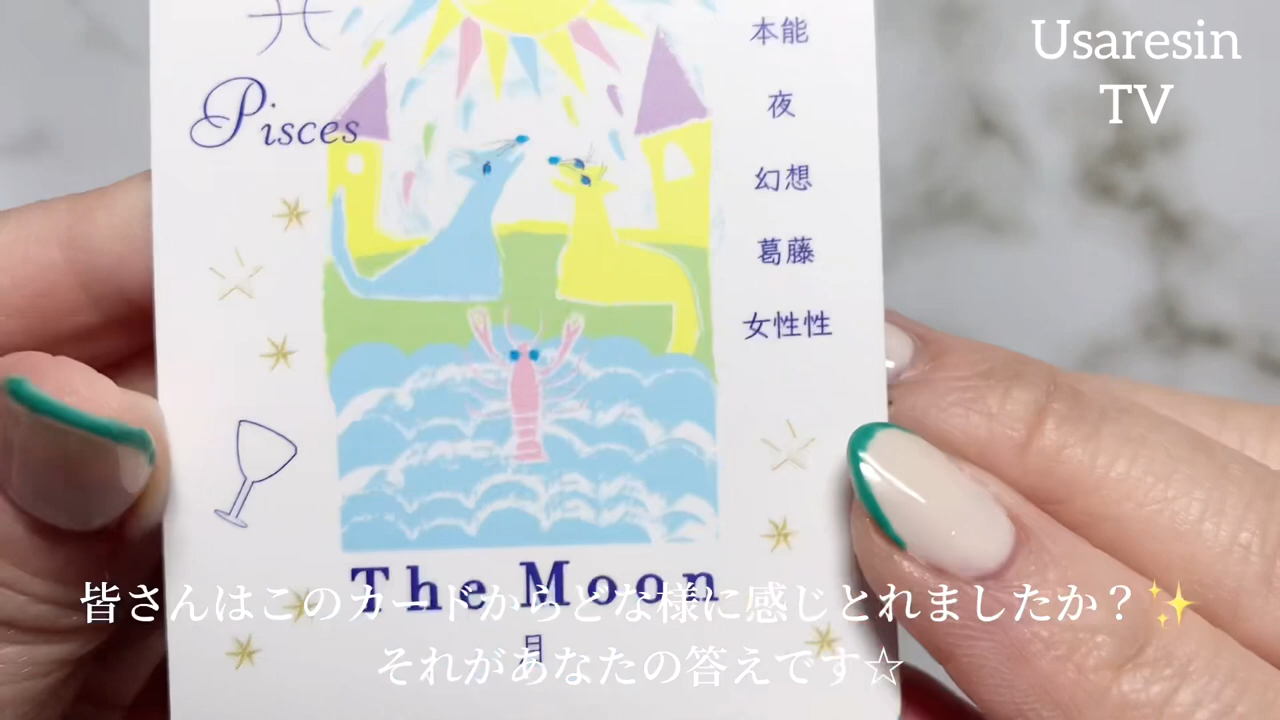 Usaresin
TV
Pisces
本能
夜
幻想
葛藤
女性性
The Moon
月
皆さんはこのカードからどな様に感じとれましたか？✨
それがあなたの答えです☆